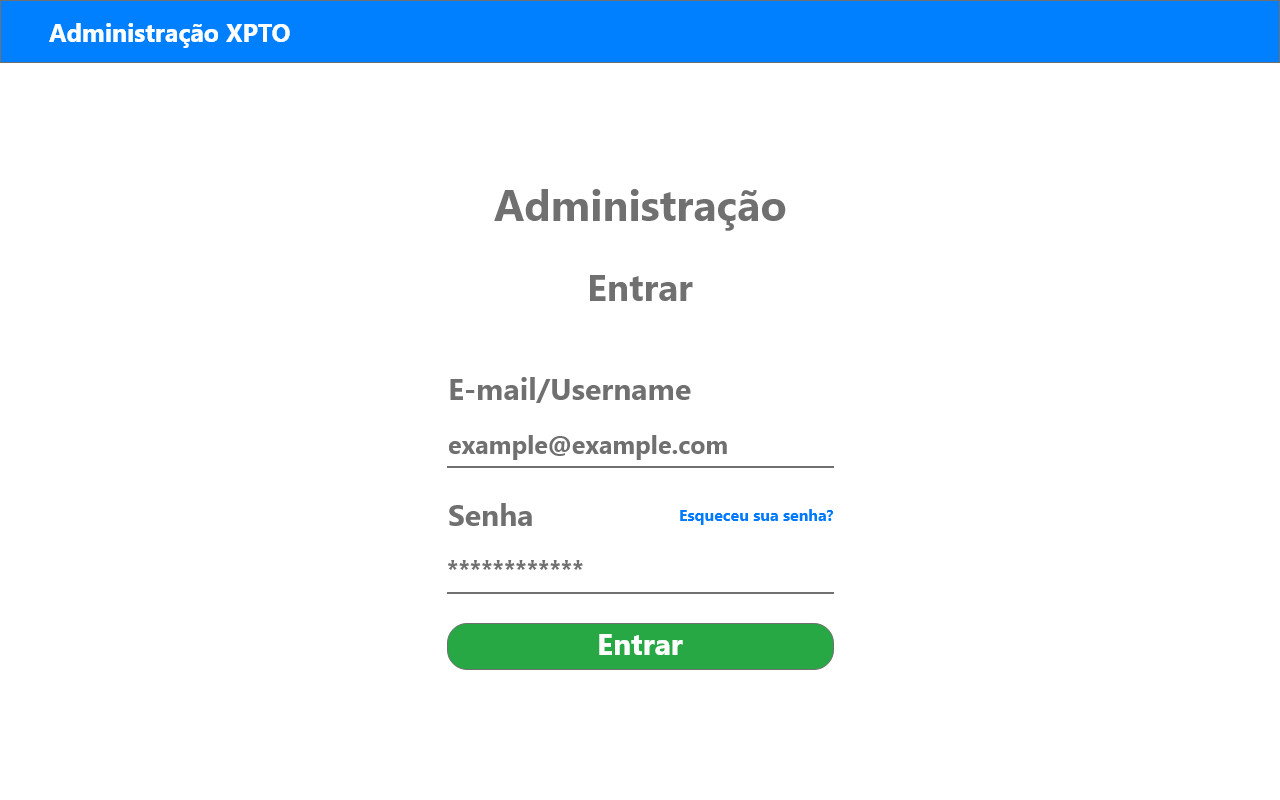 Administração XPTO
Administração
Entrar
E-mail/Username
example@example.com
Senha
Esqueceu sua senha?
************
Entrar